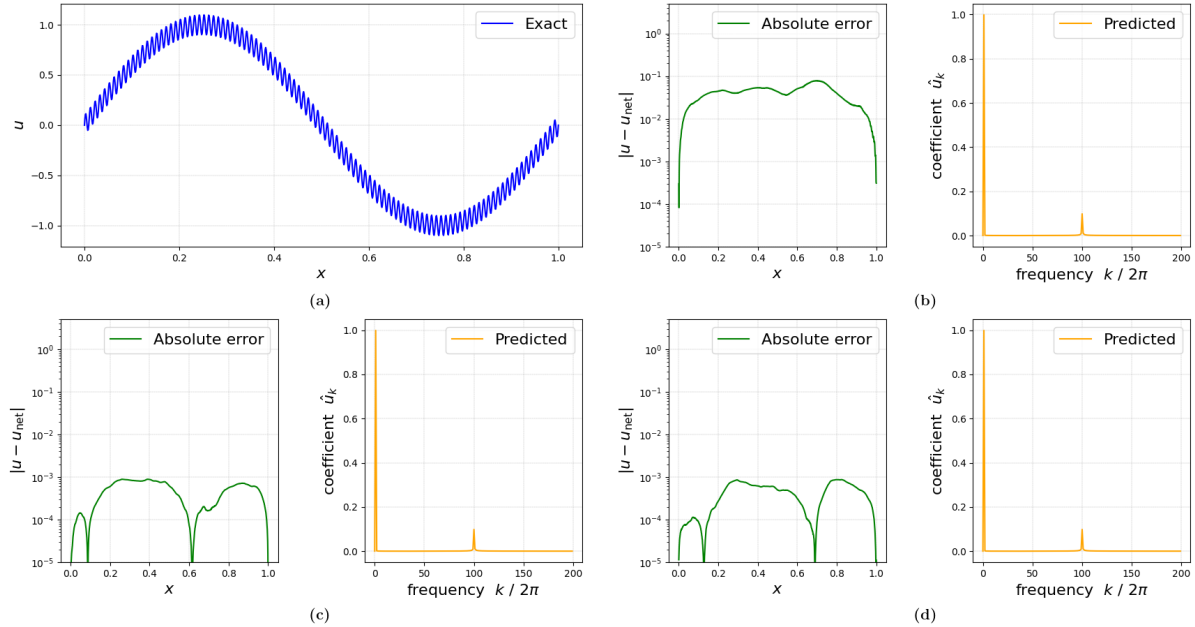 1.0
0.5
0.0
−0.5
−1.0
u
Exact
0.0 0.2 0.4 0.6 0.8 1.0
x
(a)
10⁰
10⁻¹
10⁻²
10⁻³
10⁻⁴
10⁻⁵
|u − u_net|
Absolute error
0.0 0.2 0.4 0.6 0.8 1.0
x
1.0
0.8
0.6
0.4
0.2
0.0
coefficient û_k
Predicted
0 50 100 150 200
frequency k / 2π
(b)
10⁰
10⁻¹
10⁻²
10⁻³
10⁻⁴
10⁻⁵
|u − u_net|
Absolute error
0.0 0.2 0.4 0.6 0.8 1.0
x
1.0
0.8
0.6
0.4
0.2
0.0
coefficient û_k
Predicted
0 50 100 150 200
frequency k / 2π
(c)
10⁰
10⁻¹
10⁻²
10⁻³
10⁻⁴
10⁻⁵
|u − u_net|
Absolute error
0.0 0.2 0.4 0.6 0.8 1.0
x
1.0
0.8
0.6
0.4
0.2
0.0
coefficient û_k
Predicted
0 50 100 150 200
frequency k / 2π
(d)